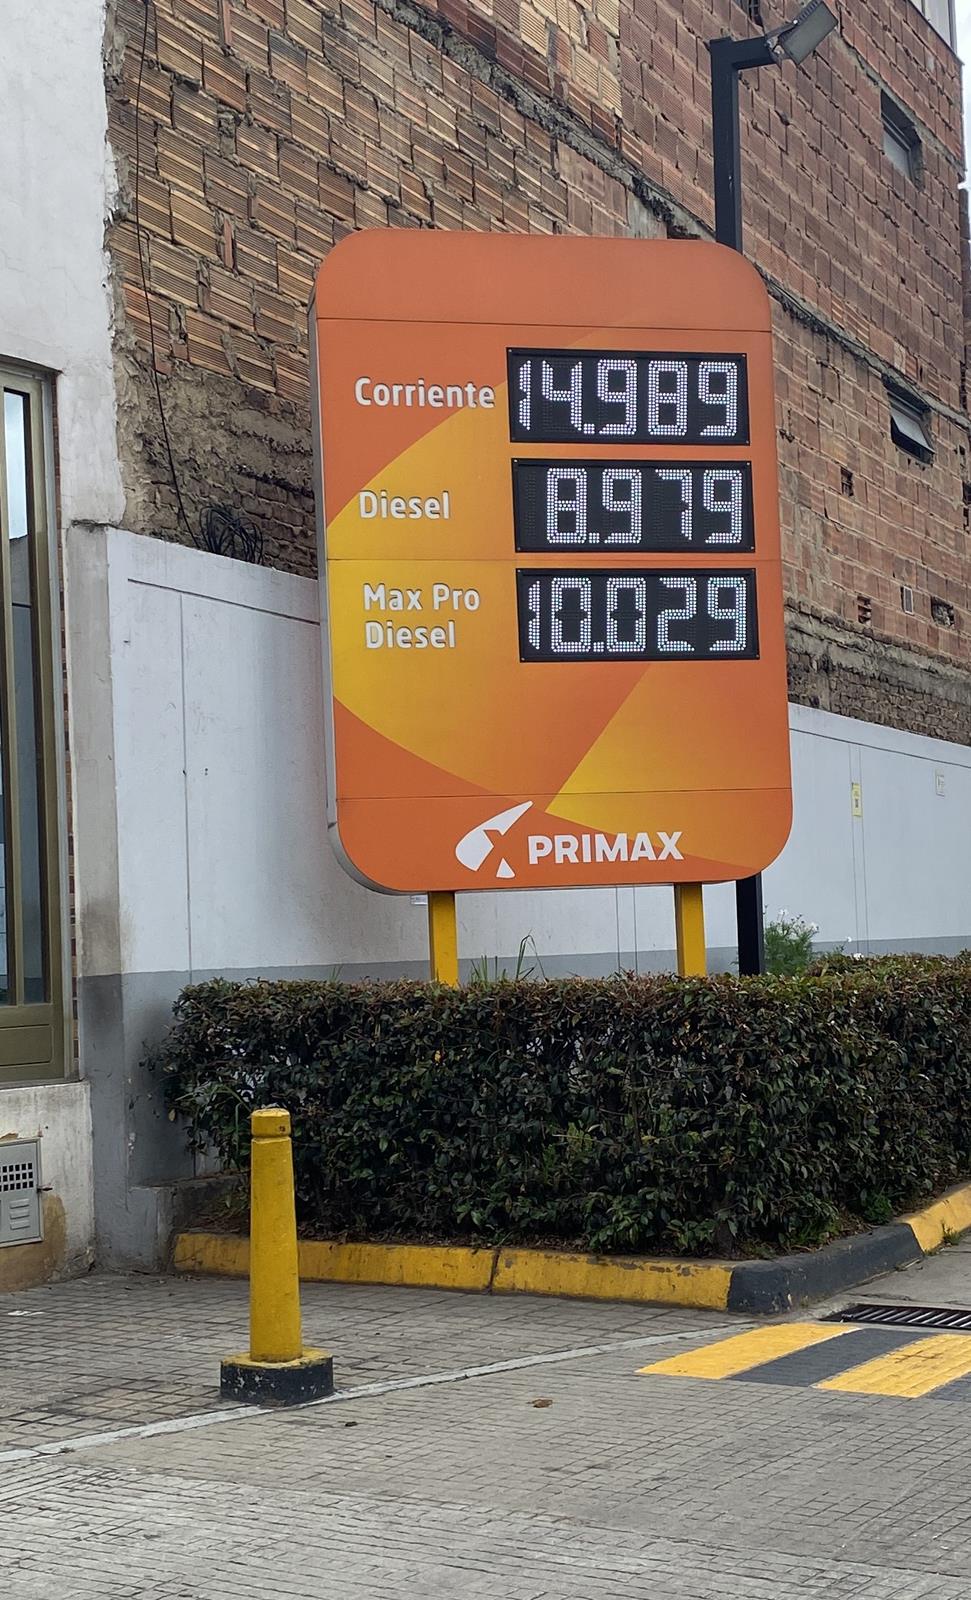 Corriente 14.989
Diesel 8.979
Max Pro
Diesel 10.029
PRIMAX